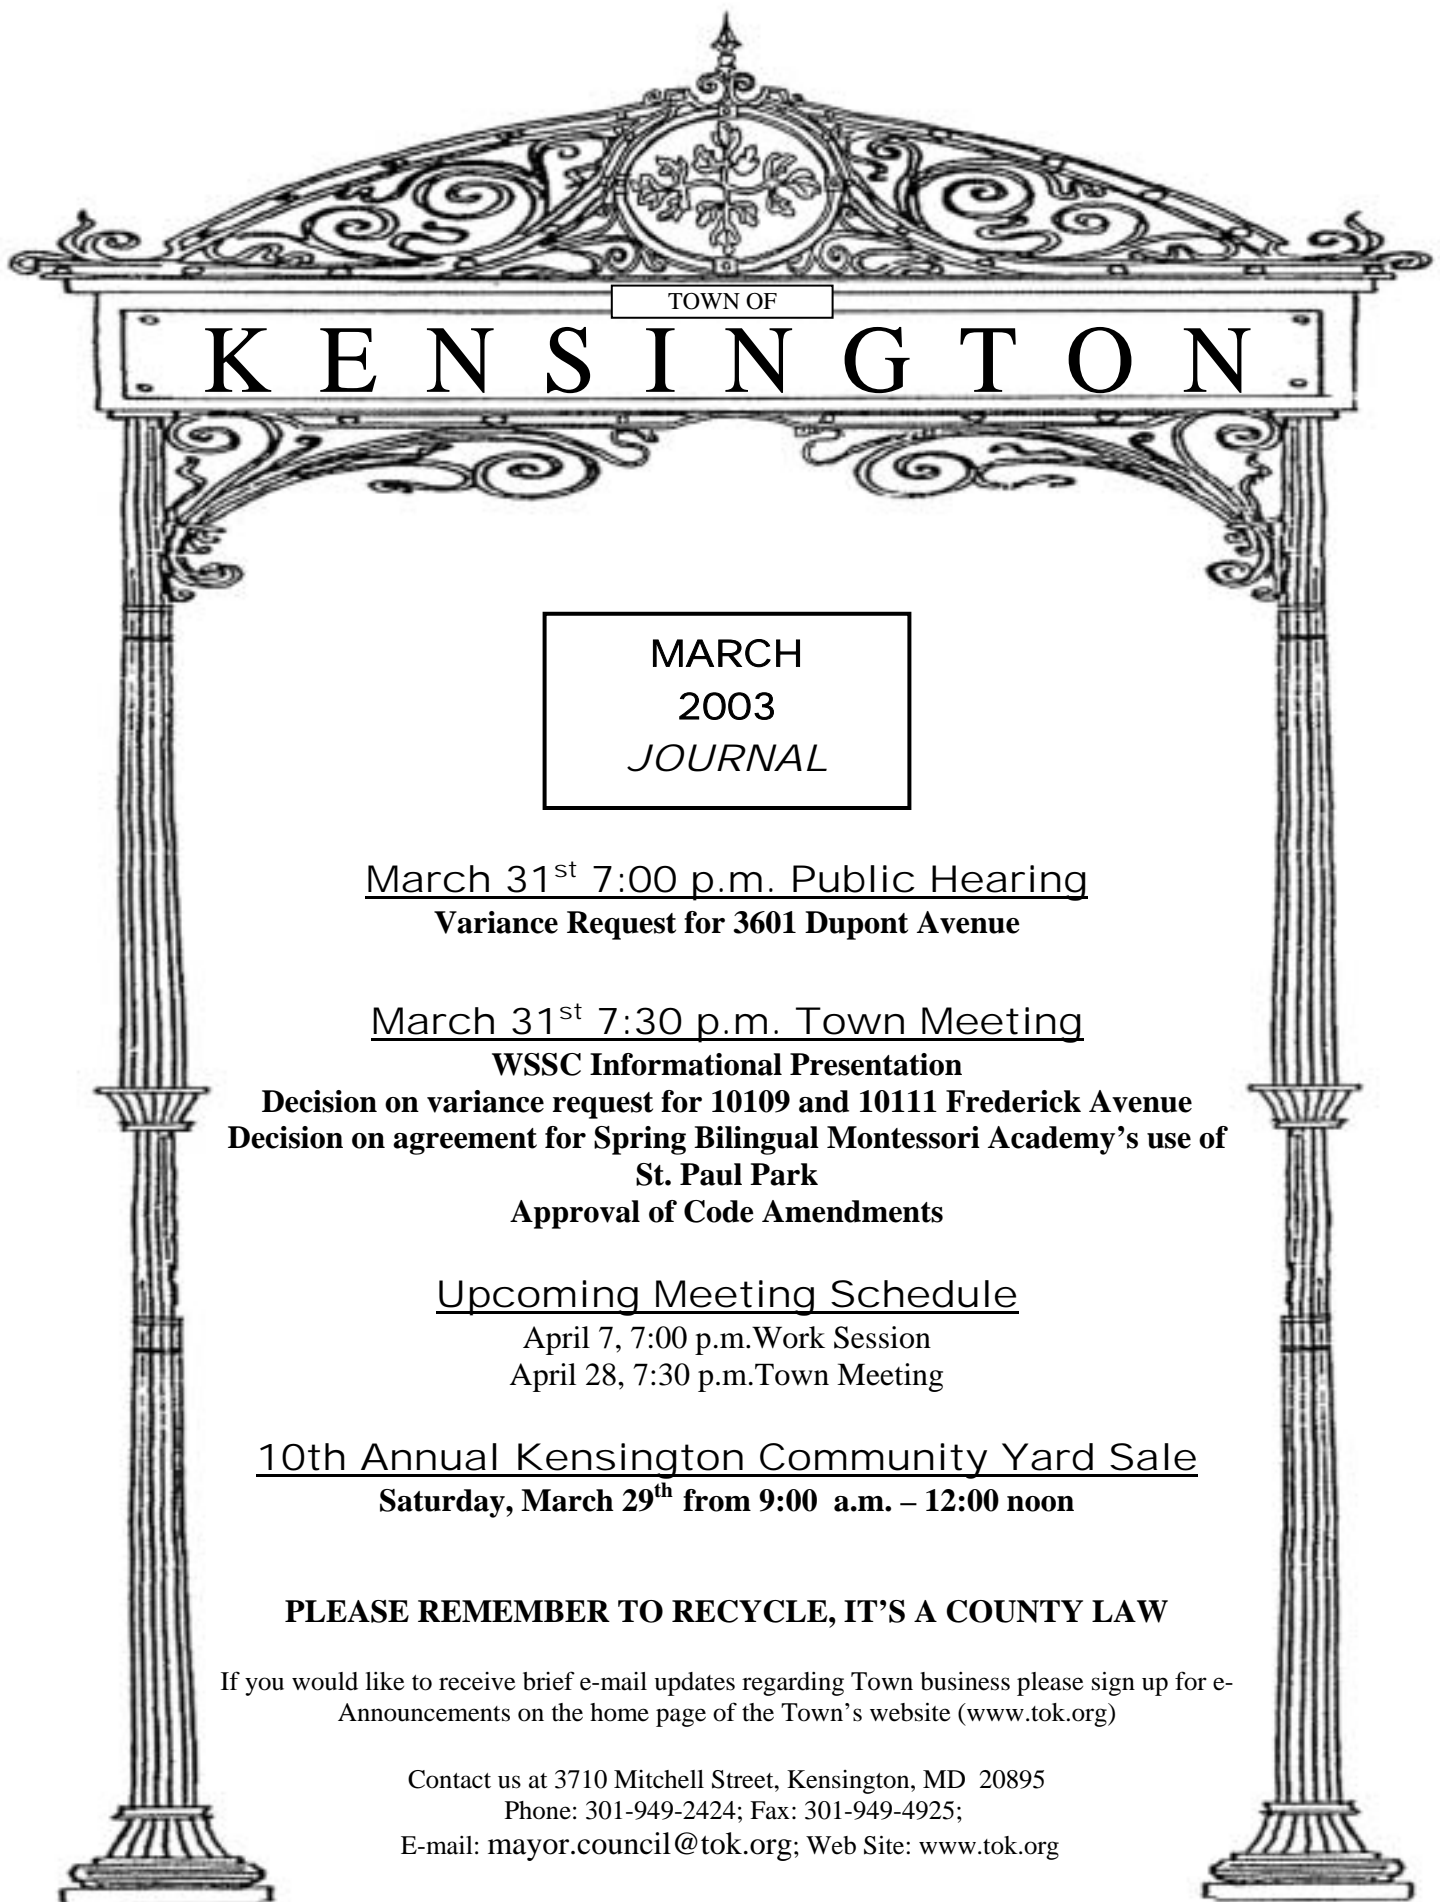 TOWN OF
KENSINGTON
MARCH
2003
JOURNAL
March 31st 7:00 p.m. Public Hearing
Variance Request for 3601 Dupont Avenue
March 31st 7:30 p.m. Town Meeting
WSSC Informational Presentation
Decision on variance request for 10109 and 10111 Frederick Avenue
Decision on agreement for Spring Bilingual Montessori Academy’s use of
St. Paul Park
Approval of Code Amendments
Upcoming Meeting Schedule
April 7, 7:00 p.m.Work Session
April 28, 7:30 p.m.Town Meeting
10th Annual Kensington Community Yard Sale
Saturday, March 29th from 9:00  a.m. – 12:00 noon
PLEASE REMEMBER TO RECYCLE, IT’S A COUNTY LAW
If you would like to receive brief e-mail updates regarding Town business please sign up for e-
Announcements on the home page of the Town’s website (www.tok.org)
Contact us at 3710 Mitchell Street, Kensington, MD  20895
Phone: 301-949-2424; Fax: 301-949-4925;
E-mail: mayor.council@tok.org; Web Site: www.tok.org